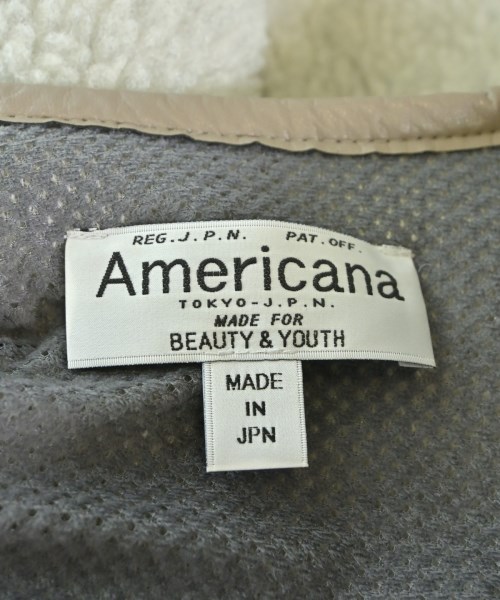 REG.J.P.N. PAT.OFF.
Americana
TOKYO-J.P.N.
MADE FOR
BEAUTY & YOUTH
MADE
IN
JPN